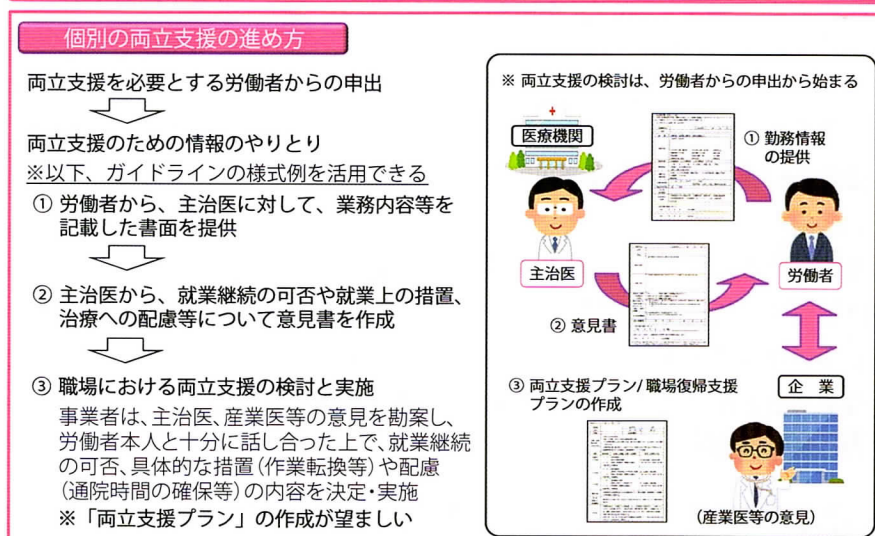 個別の両立支援の進め方
両立支援を必要とする労働者からの申出
両立支援のための情報のやりとり
※以下、ガイドラインの様式例を活用できる
① 労働者から、主治医に対して、業務内容等を
記載した書面を提供
② 主治医から、就業継続の可否や就業上の措置、
治療への配慮等について意見書を作成
③ 職場における両立支援の検討と実施
事業者は、主治医、産業医等の意見を勘案し、
労働者本人と十分に話し合った上で、就業継続
の可否、具体的な措置(作業転換等)や配慮
(通院時間の確保等)の内容を決定・実施
※「両立支援プラン」の作成が望ましい
※ 両立支援の検討は、労働者からの申出から始まる
医療機関
① 勤務情報
の提供
主治医
労働者
② 意見書
③ 両立支援プラン/職場復帰支援
プランの作成
企 業
(産業医等の意見)